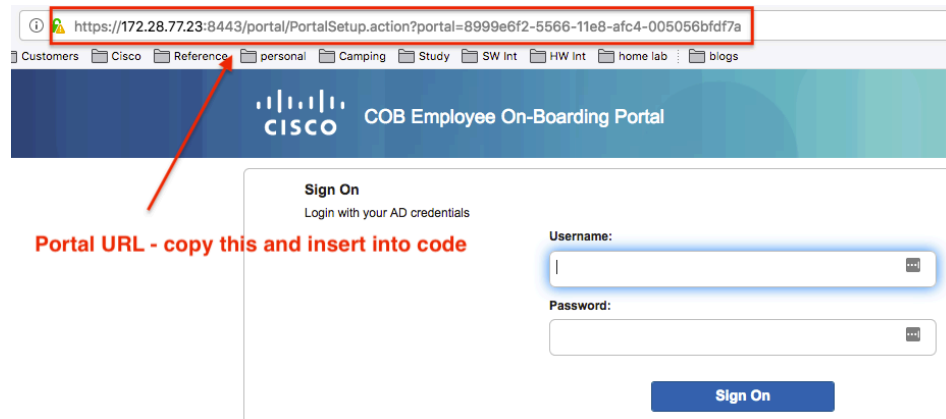 https://172.28.77.23:8443/portal/PortalSetup.action?portal=8999e6f2-5566-11e8-afc4-005056bfdf7a
Customers Cisco Reference personal Camping Study SW Int HW Int home lab blogs
CISCO COB Employee On-Boarding Portal
Sign On
Login with your AD credentials
Portal URL - copy this and insert into code
Username:
Password:
Sign On